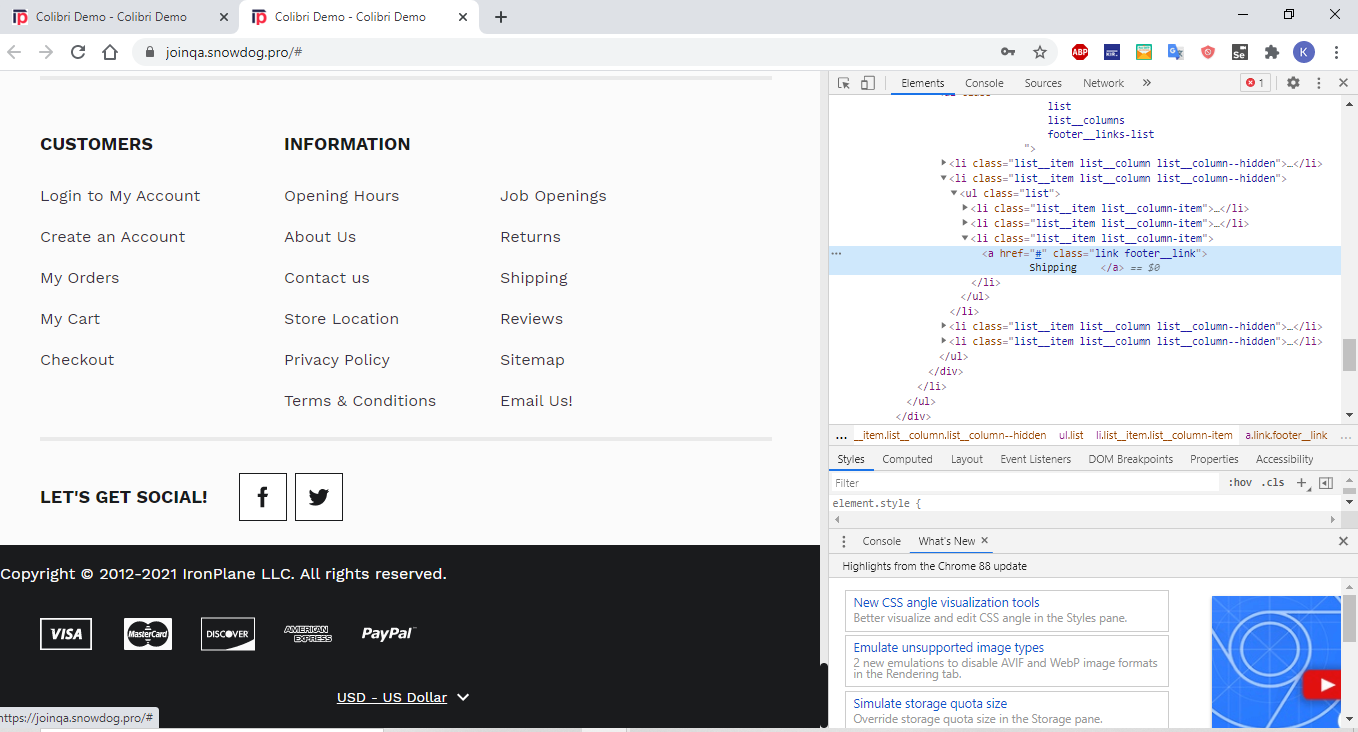 Colibri Demo - Colibri Demo
Colibri Demo - Colibri Demo
joinqa.snowdog.pro/#
ABP
Se
K
CUSTOMERS
Login to My Account
Create an Account
My Orders
My Cart
Checkout
INFORMATION
Opening Hours
About Us
Contact us
Store Location
Privacy Policy
Terms & Conditions
Job Openings
Returns
Shipping
Reviews
Sitemap
Email Us!
LET'S GET SOCIAL!
Copyright © 2012-2021 IronPlane LLC. All rights reserved.
VISA MasterCard DISCOVER AMERICAN EXPRESS PayPal
USD - US Dollar
https://joinqa.snowdog.pro/#
Elements Console Sources Network » 1
list
list__columns
footer__links-list
">
<li class="list__item list__column list__column--hidden">…</li>
<li class="list__item list__column list__column--hidden">
<ul class="list">
<li class="list__item list__column-item">…</li>
<li class="list__item list__column-item">…</li>
<li class="list__item list__column-item">
<a href="#" class="link footer__link">
Shipping </a> == $0
</li>
</ul>
</li>
<li class="list__item list__column list__column--hidden">…</li>
<li class="list__item list__column list__column--hidden">…</li>
</ul>
</div>
</li>
</ul>
</div>
… __item.list__column.list__column--hidden ul.list li.list__item.list__column-item a.link.footer__link …
Styles Computed Layout Event Listeners DOM Breakpoints Properties Accessibility
Filter :hov .cls +
element.style {
Console What's New
Highlights from the Chrome 88 update
New CSS angle visualization tools
Better visualize and edit CSS angle in the Styles pane.
Emulate unsupported image types
2 new emulations to disable AVIF and WebP image formats
in the Rendering tab.
Simulate storage quota size
Override storage quota size in the Storage pane.